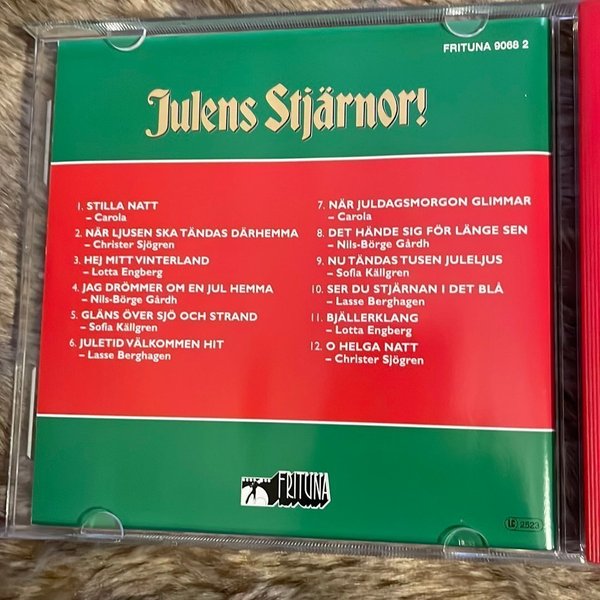 FRITUNA 9068 2
Julens Stjärnor!
1. STILLA NATT
– Carola
2. NÄR LJUSEN SKA TÄNDAS DÄRHEMMA
– Christer Sjögren
3. HEJ MITT VINTERLAND
– Lotta Engberg
4. JAG DRÖMMER OM EN JUL HEMMA
– Nils-Börge Gårdh
5. GLÄNS ÖVER SJÖ OCH STRAND
– Sofia Källgren
6. JULETID VÄLKOMMEN HIT
– Lasse Berghagen
7. NÄR JULDAGSMORGON GLIMMAR
– Carola
8. DET HÄNDE SIG FÖR LÄNGE SEN
– Nils-Börge Gårdh
9. NU TÄNDAS TUSEN JULELJUS
– Sofia Källgren
10. SER DU STJÄRNAN I DET BLÅ
– Lasse Berghagen
11. BJÄLLERKLANG
– Lotta Engberg
12. O HELGA NATT
– Christer Sjögren
FRITUNA
LC 2523